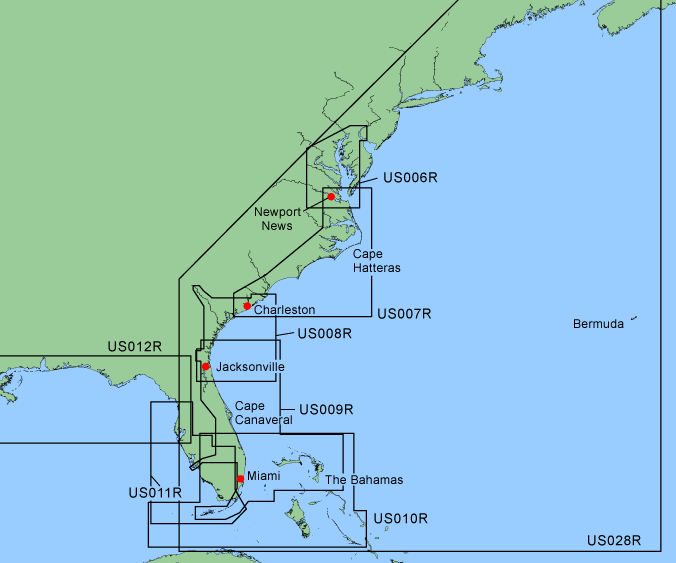 US006R
Newport
News
Cape
Hatteras
Charleston
US007R
Bermuda
US008R
US012R
Jacksonville
Cape
Canaveral
US009R
Miami
The Bahamas
US011R
US010R
US028R